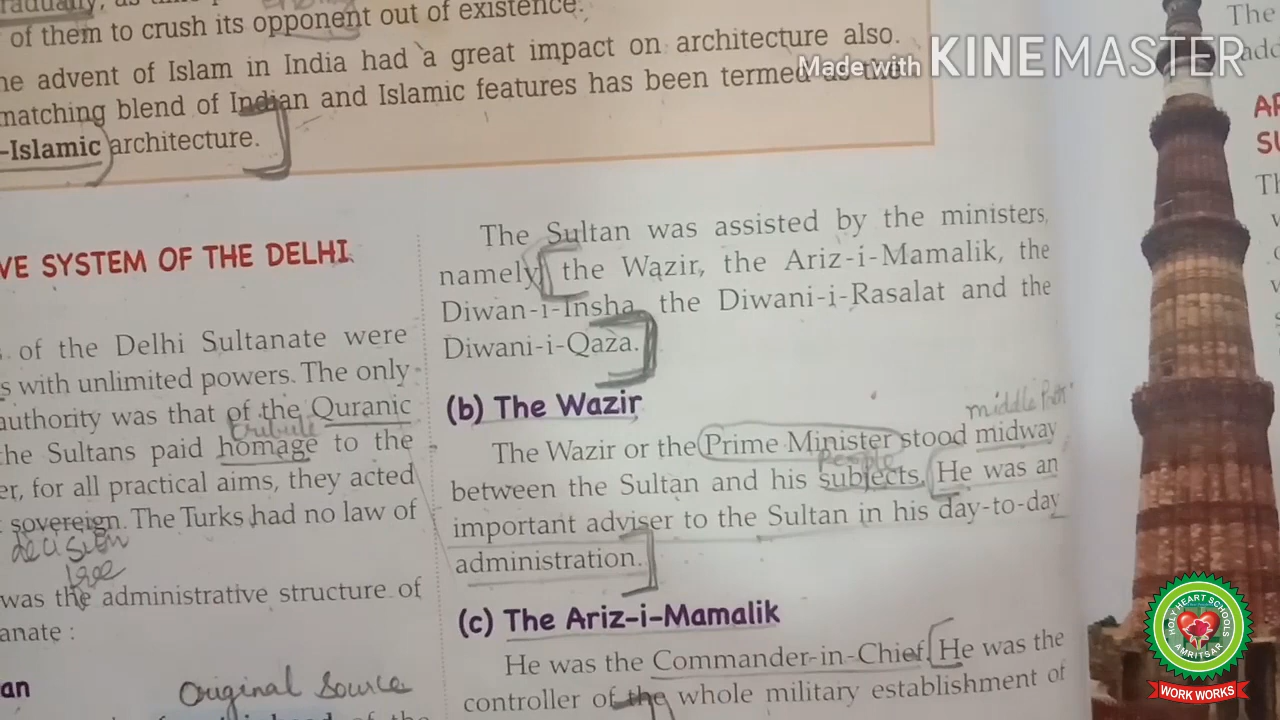 radually,
of them to crush its opponent out of existence.
he advent of Islam in India had a great impact on architecture also.
matching blend of Indian and Islamic features has been termed as the
-Islamic architecture.
Made with KINEMASTER
VE SYSTEM OF THE DELHI
of the Delhi Sultanate were
s with unlimited powers. The only
authority was that of the Quranic
tribute
he Sultans paid homage to the
er, for all practical aims, they acted
sovereign. The Turks had no law of
decision
was the administrative structure of
anate :
an
Original Source
The Sultan was assisted by the ministers,
namely, the Wazir, the Ariz-i-Mamalik, the
Diwan-i-Insha, the Diwani-i-Rasalat and the
Diwani-i-Qaza.
(b) The Wazir
middle
The Wazir or the Prime Minister stood midway
people
between the Sultan and his subjects. He was an
important adviser to the Sultan in his day-to-day
administration.
(c) The Ariz-i-Mamalik
He was the Commander-in-Chief. He was the
controller of the whole military establishment of
The
add
HOLY HEART SCHOOLS
AMRITSAR
WORK WORKS